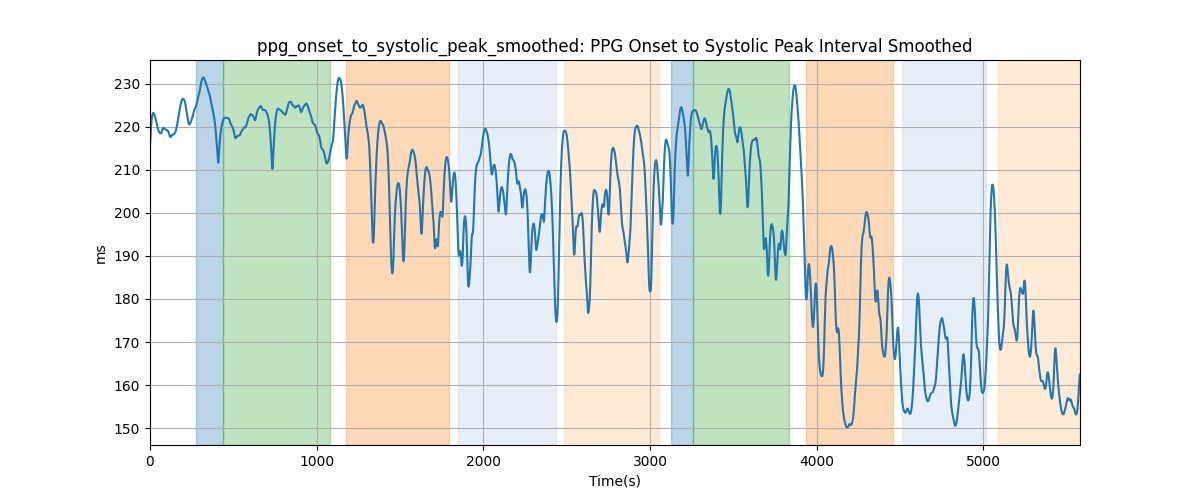 ppg_onset_to_systolic_peak_smoothed: PPG Onset to Systolic Peak Interval Smoothed
230
220
210
200
190
180
170
160
150
ms
0 1000 2000 3000 4000 5000
Time(s)